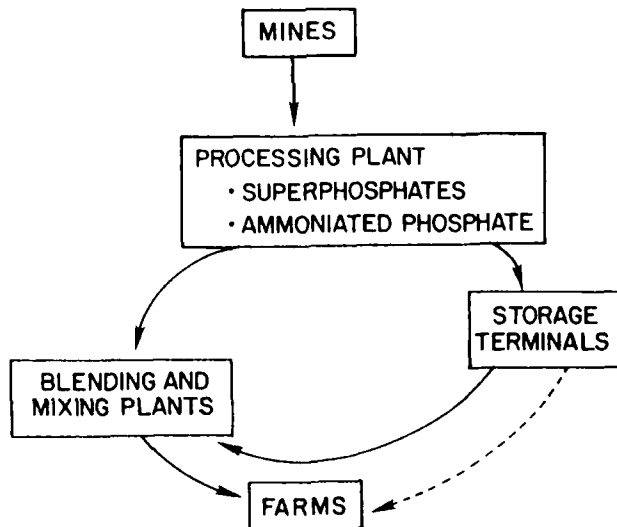 MINES
PROCESSING PLANT
· SUPERPHOSPHATES
· AMMONIATED PHOSPHATE
STORAGE
TERMINALS
BLENDING AND
MIXING PLANTS
FARMS